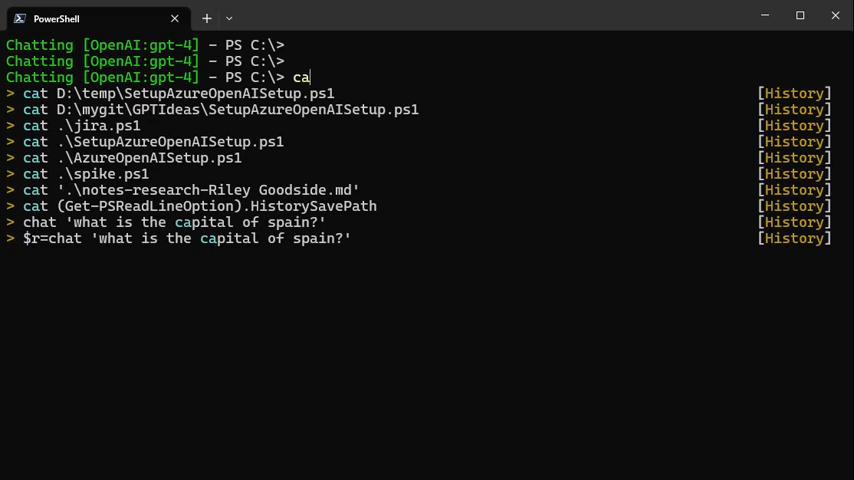 PowerShell
Chatting [OpenAI:gpt-4] - PS C:\>
Chatting [OpenAI:gpt-4] - PS C:\>
Chatting [OpenAI:gpt-4] - PS C:\> ca
> cat D:\temp\SetupAzureOpenAISetup.ps1 [History]
> cat D:\mygit\GPTIdeas\SetupAzureOpenAISetup.ps1 [History]
> cat .\jira.ps1 [History]
> cat .\SetupAzureOpenAISetup.ps1 [History]
> cat .\AzureOpenAISetup.ps1 [History]
> cat .\spike.ps1 [History]
> cat '.\notes-research-Riley Goodside.md' [History]
> cat (Get-PSReadLineOption).HistorySavePath [History]
> chat 'what is the capital of spain?' [History]
> $r=chat 'what is the capital of spain?' [History]